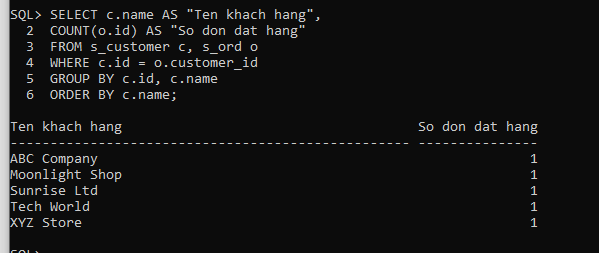 SQL> SELECT c.name AS "Ten khach hang",
2 COUNT(o.id) AS "So don dat hang"
3 FROM s_customer c, s_ord o
4 WHERE c.id = o.customer_id
5 GROUP BY c.id, c.name
6 ORDER BY c.name;
Ten khach hang So don dat hang
-------------------------------------------------- ---------------
ABC Company 1
Moonlight Shop 1
Sunrise Ltd 1
Tech World 1
XYZ Store 1
SQL>